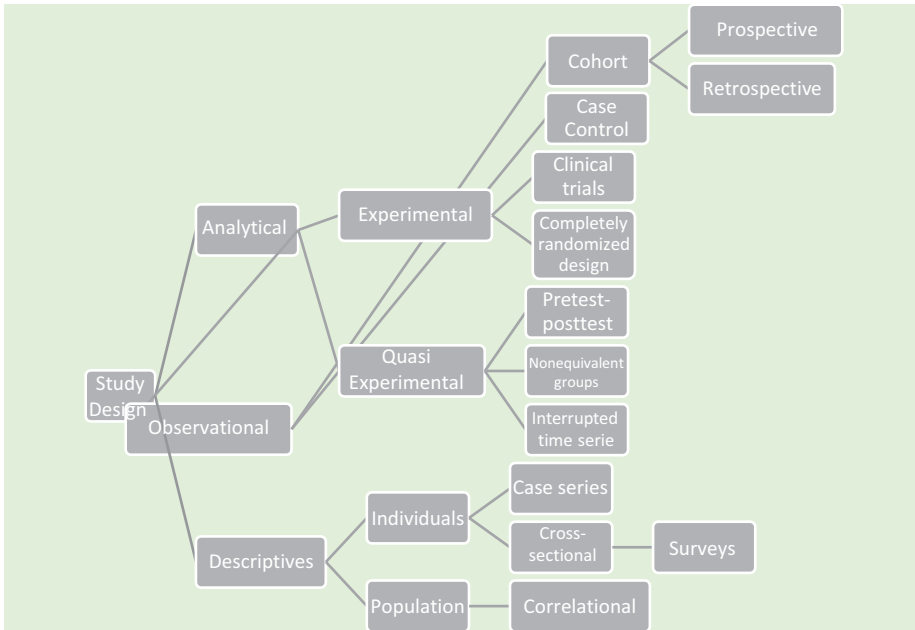 Prospective
Cohort
Retrospective
Case
Control
Clinical
trials
Analytical
Experimental
Completely
randomized
design
Pretest-
posttest
Quasi
Experimental
Nonequivalent
groups
Study
Design
Observational
Interrupted
time serie
Case series
Individuals
Cross-
sectional
Surveys
Descriptives
Population
Correlational